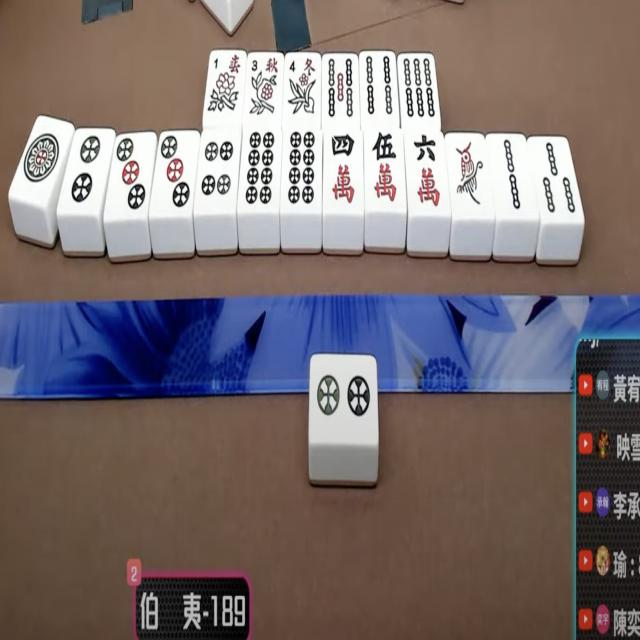 1 春
3 秋
4 冬
四 伍 六
萬 萬 萬
黃宥
映雪
李承
瑜:
陳奕
2
伯 夷-189